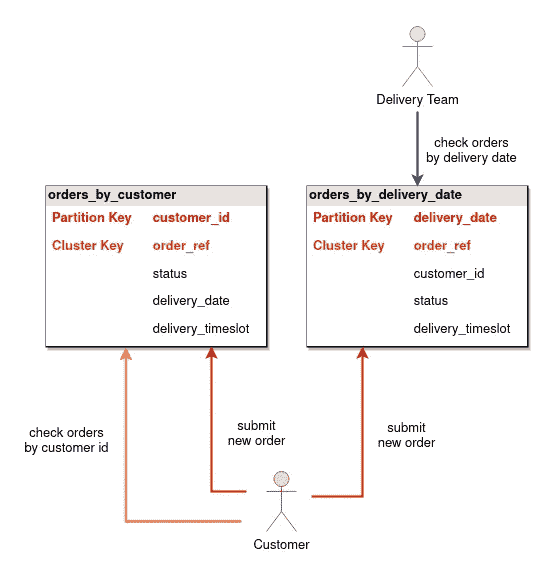 Delivery Team
check orders
by delivery date
orders_by_customer
Partition Key customer_id
Cluster Key order_ref
status
delivery_date
delivery_timeslot
orders_by_delivery_date
Partition Key delivery_date
Cluster Key order_ref
customer_id
status
delivery_timeslot
check orders
by customer id
submit
new order
submit
new order
Customer